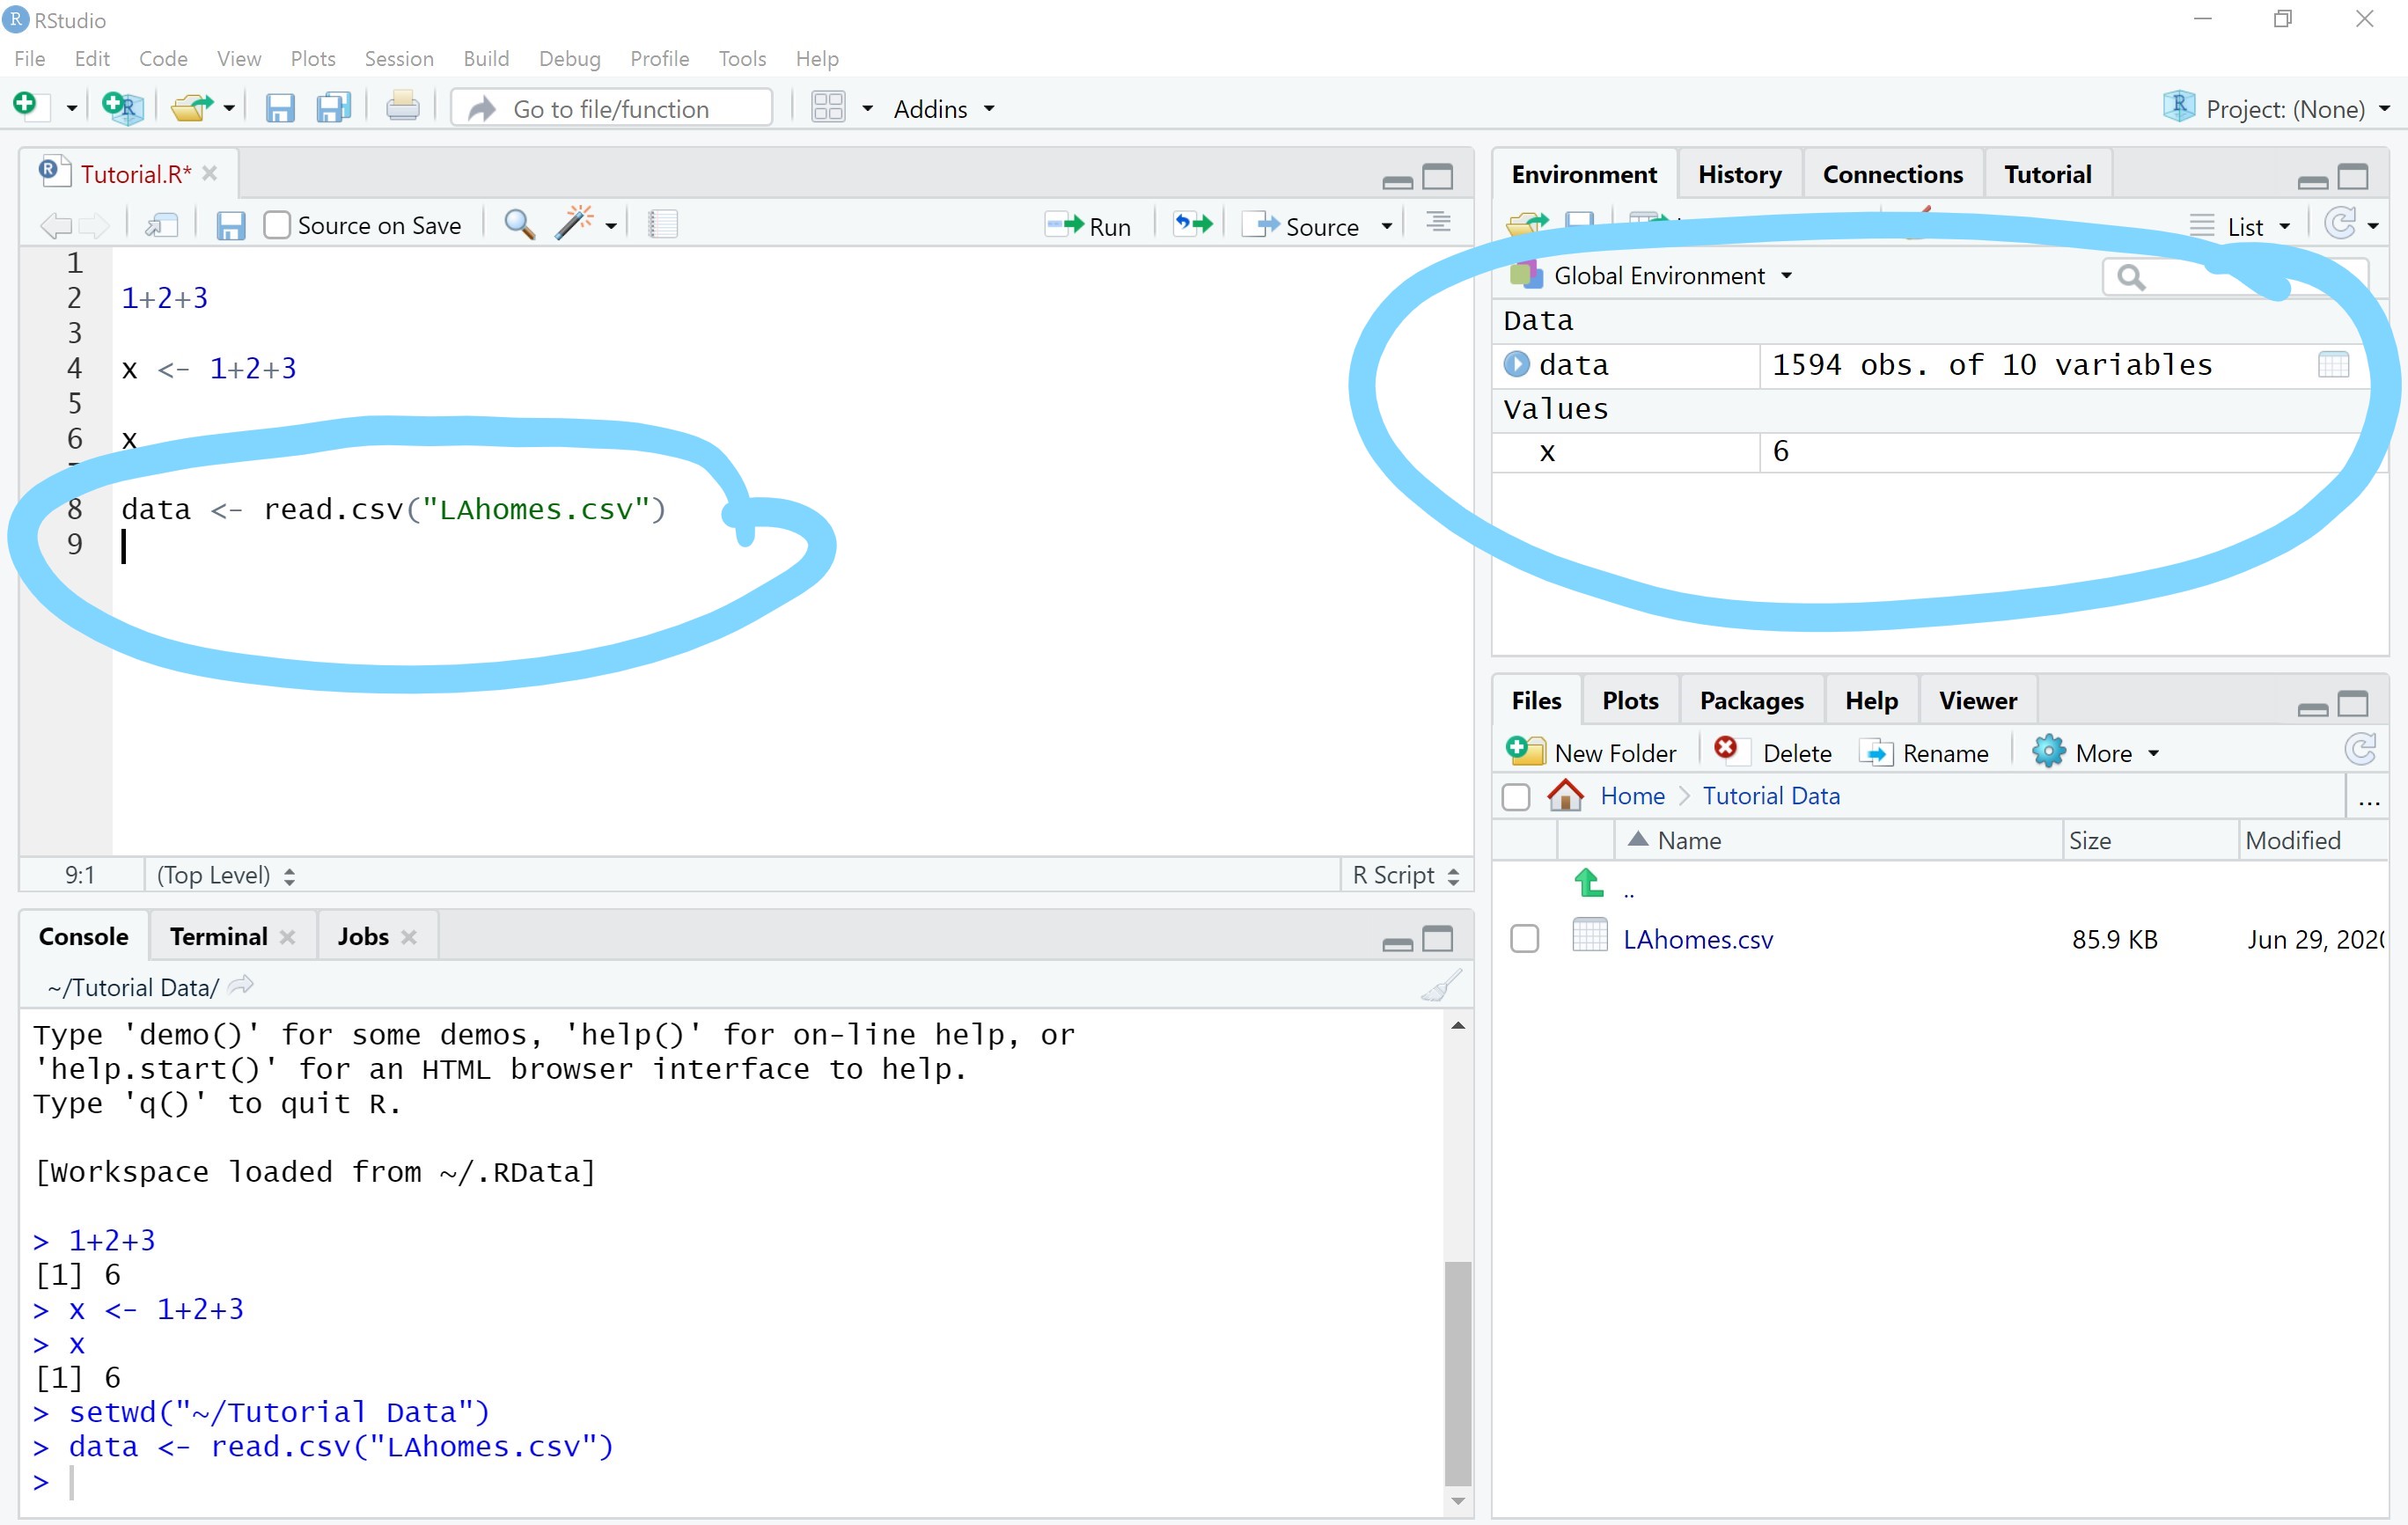 RStudio
File Edit Code View Plots Session Build Debug Profile Tools Help
Go to file/function Addins Project: (None)
Tutorial.R*
Source on Save Run Source
1
2 1+2+3
3
4 x <- 1+2+3
5
6 x
8 data <- read.csv("LAhomes.csv")
9
9:1 (Top Level) R Script
Console Terminal Jobs
~/Tutorial Data/
Type 'demo()' for some demos, 'help()' for on-line help, or
'help.start()' for an HTML browser interface to help.
Type 'q()' to quit R.
[Workspace loaded from ~/.RData]
> 1+2+3
[1] 6
> x <- 1+2+3
> x
[1] 6
> setwd("~/Tutorial Data")
> data <- read.csv("LAhomes.csv")
>
Environment History Connections Tutorial
List
Global Environment
Data
data 1594 obs. of 10 variables
Values
x 6
Files Plots Packages Help Viewer
New Folder Delete Rename More
Home Tutorial Data ...
Name Size Modified
..
LAhomes.csv 85.9 KB Jun 29, 202